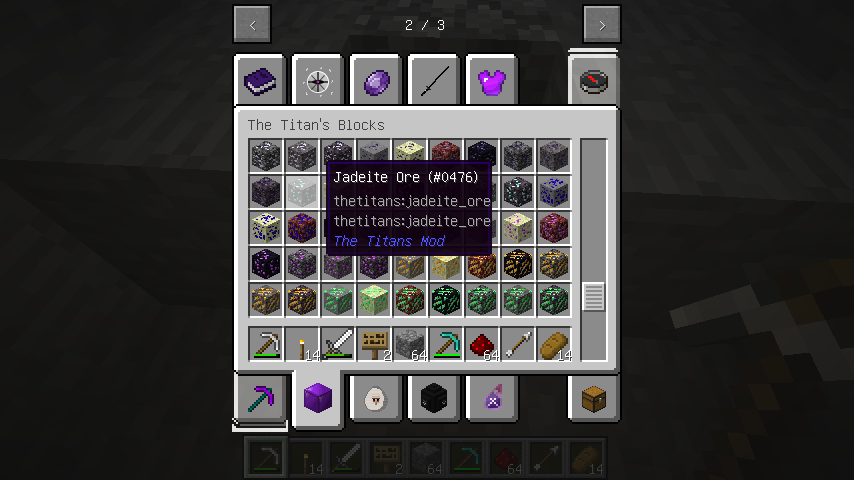 <
2 / 3
>
The Titan's Blocks
Jadeite Ore (#0476)
thetitans:jadeite_ore
thetitans:jadeite_ore
The Titans Mod
14
2
64
64
14
14
2
64
64
14